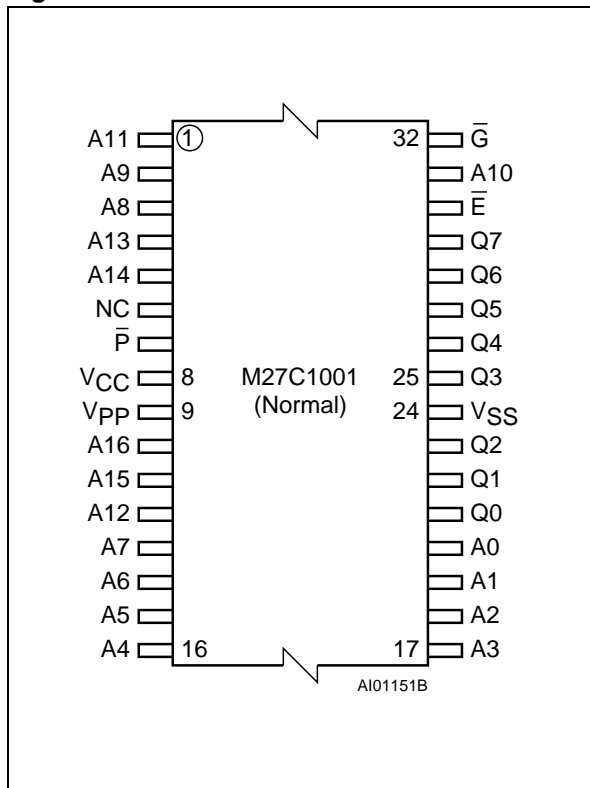 A11 1 32 G̅
A9 A10
A8 E̅
A13 Q7
A14 Q6
NC Q5
P̅ Q4
VCC 8 M27C1001 25 Q3
VPP 9 (Normal) 24 VSS
A16 Q2
A15 Q1
A12 Q0
A7 A0
A6 A1
A5 A2
A4 16 17 A3
AI01151B